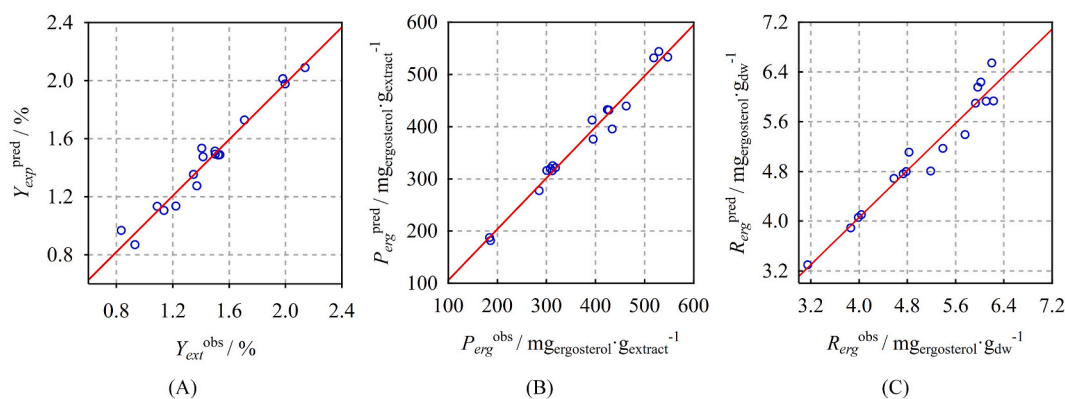 2.4
2.0
1.6
1.2
0.8
Y_exp^pred / %
0.8 1.2 1.6 2.0 2.4
Y_ext^obs / %
(A)
600
500
400
300
200
100
P_erg^pred / mg_ergosterol·g_extract^-1
100 200 300 400 500 600
P_erg^obs / mg_ergosterol·g_extract^-1
(B)
7.2
6.4
5.6
4.8
4.0
3.2
R_erg^pred / mg_ergosterol·g_dw^-1
3.2 4.0 4.8 5.6 6.4 7.2
R_erg^obs / mg_ergosterol·g_dw^-1
(C)